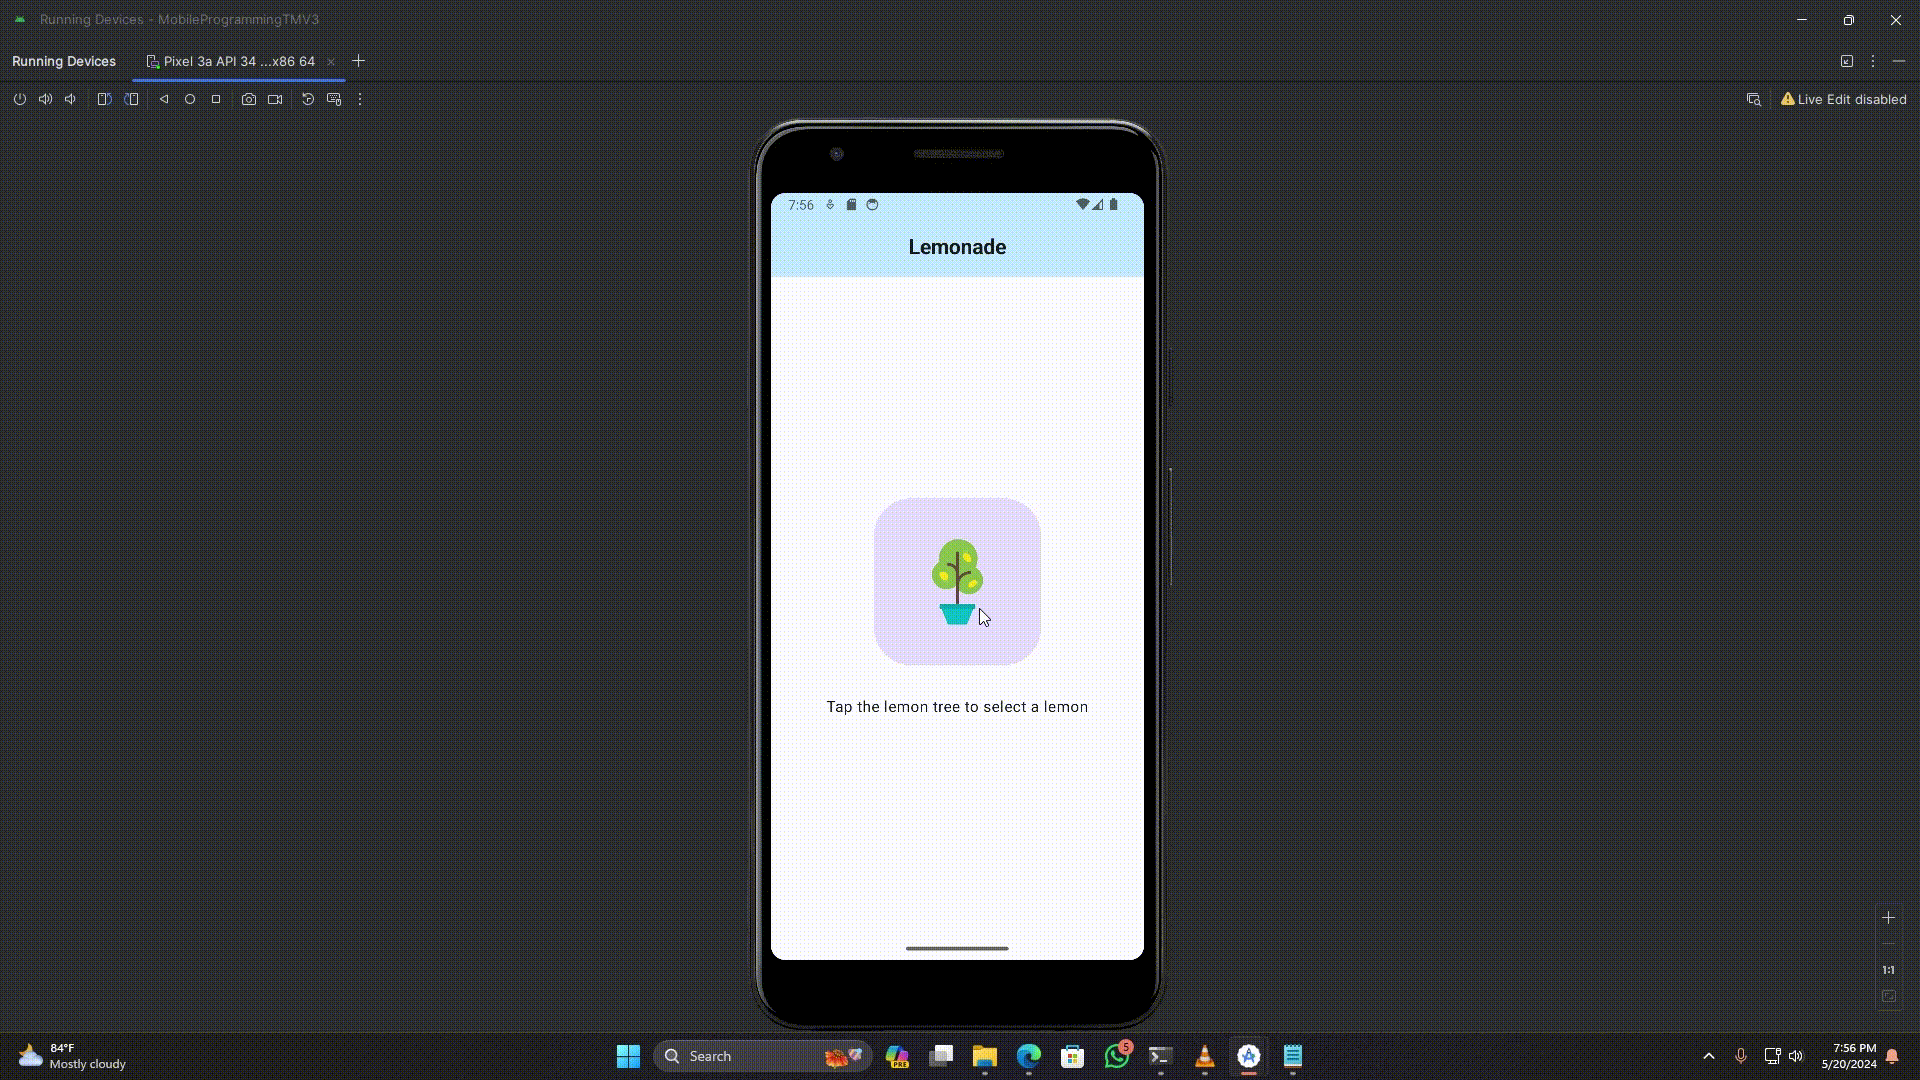 Running Devices - MobileProgrammingTMV3
Running Devices
Pixel 3a API 34 ...x86 64
Live Edit disabled
7:56
Lemonade
Tap the lemon tree to select a lemon
1:1
84°F
Mostly cloudy
Search
PRE
5
7:56 PM
5/20/2024